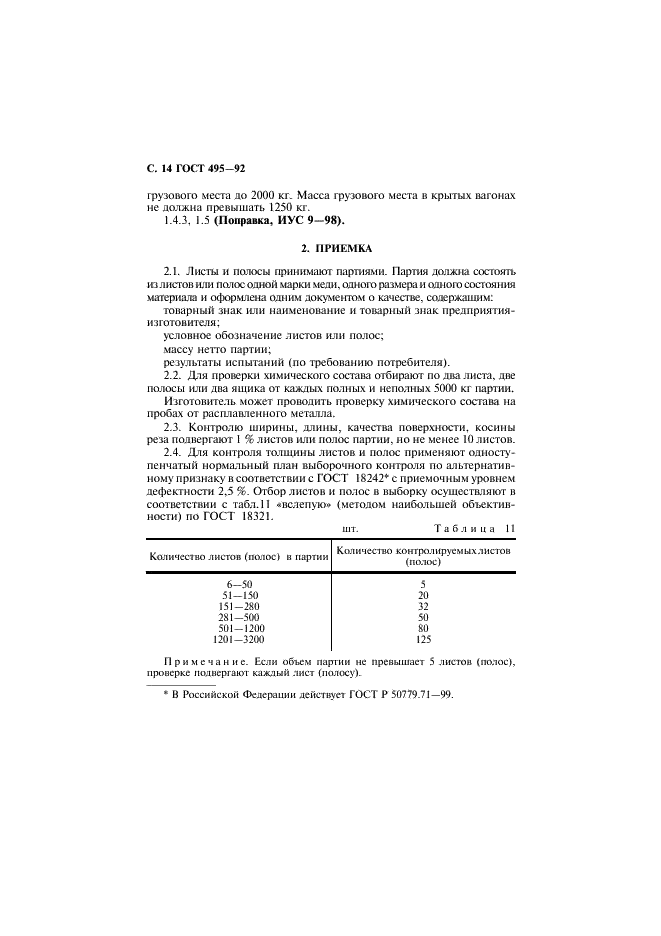 С. 14 ГОСТ 495—92
грузового места до 2000 кг. Масса грузового места в крытых вагонах
не должна превышать 1250 кг.
1.4.3, 1.5 (Поправка, ИУС 9—98).
2. ПРИЕМКА
2.1. Листы и полосы принимают партиями. Партия должна состоять
из листов или полос одной марки меди, одного размера и одного состояния
материала и оформлена одним документом о качестве, содержащим:
товарный знак или наименование и товарный знак предприятия-
изготовителя;
условное обозначение листов или полос;
массу нетто партии;
результаты испытаний (по требованию потребителя).
2.2. Для проверки химического состава отбирают по два листа, две
полосы или два ящика от каждых полных и неполных 5000 кг партии.
Изготовитель может проводить проверку химического состава на
пробах от расплавленного металла.
2.3. Контролю ширины, длины, качества поверхности, косины
реза подвергают 1 % листов или полос партии, но не менее 10 листов.
2.4. Для контроля толщины листов и полос применяют односту-
пенчатый нормальный план выборочного контроля по альтернатив-
ному признаку в соответствии с ГОСТ 18242* с приемочным уровнем
дефектности 2,5 %. Отбор листов и полос в выборку осуществляют в
соответствии с табл.11 «вслепую» (методом наибольшей объектив-
ности) по ГОСТ 18321.
шт. Таблица 11
Количество листов (полос) в партии
Количество контролируемых листов
(полос)
6—50 5
51—150 20
151—280 32
281—500 50
501—1200 80
1201—3200 125
Примечание. Если объем партии не превышает 5 листов (полос),
проверке подвергают каждый лист (полосу).
* В Российской Федерации действует ГОСТ Р 50779.71—99.